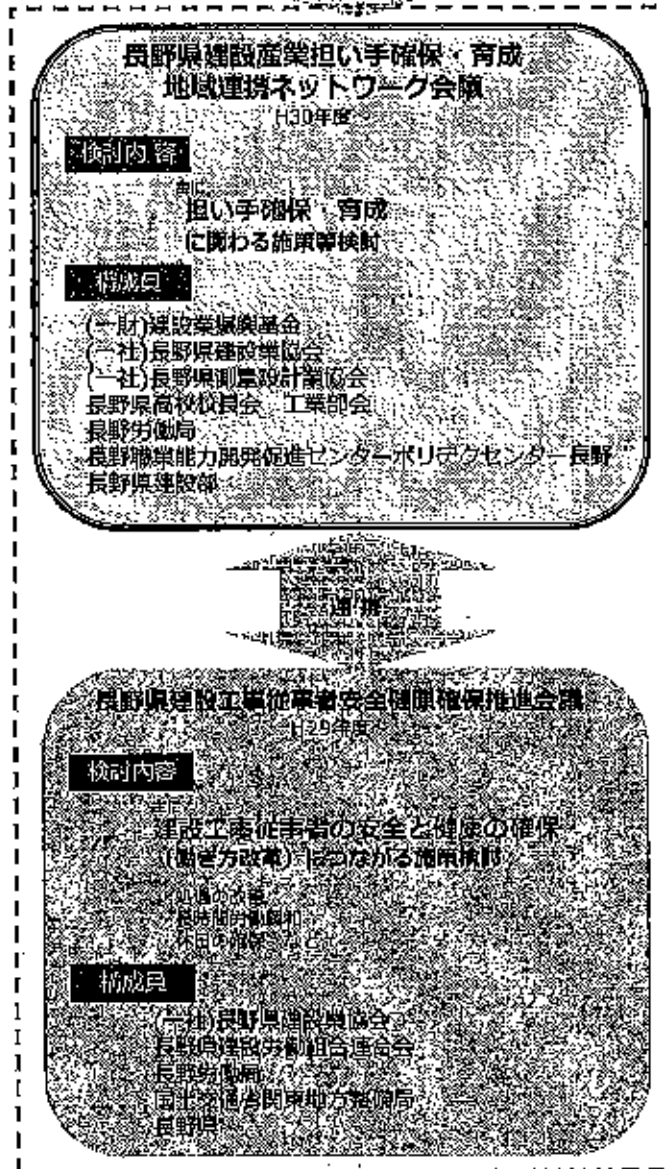 長野県建設産業担い手確保・育成
地域連携ネットワーク会議
H30年度～
検討内容
主に
担い手確保・育成
に関わる施策等検討
構成員
(一財)建設業振興基金
(一社)長野県建設業協会
(一社)長野県測量設計業協会
長野県高校校長会 工業部会
長野労働局
長野職業能力開発促進センターポリテクセンター長野
長野県建設部
連携
長野県建設工事従事者安全健康確保推進会議
H29年度～
検討内容
主に
建設工事従事者の安全と健康の確保
(働き方改革)につながる施策検討
処遇の改善
長時間労働緩和
休日の確保 など
構成員
(一社)長野県建設業協会
長野県建設労働組合連合会
長野労働局
国土交通省関東地方整備局
長野県